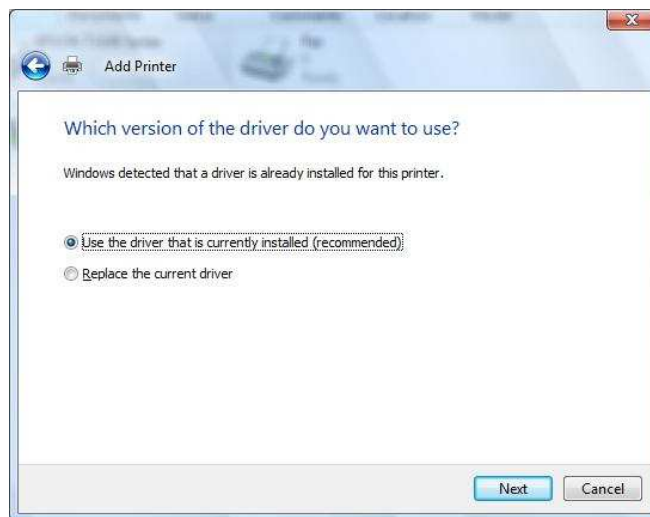 Add Printer
Which version of the driver do you want to use?
Windows detected that a driver is already installed for this printer.
Use the driver that is currently installed (recommended)
Replace the current driver
Next
Cancel